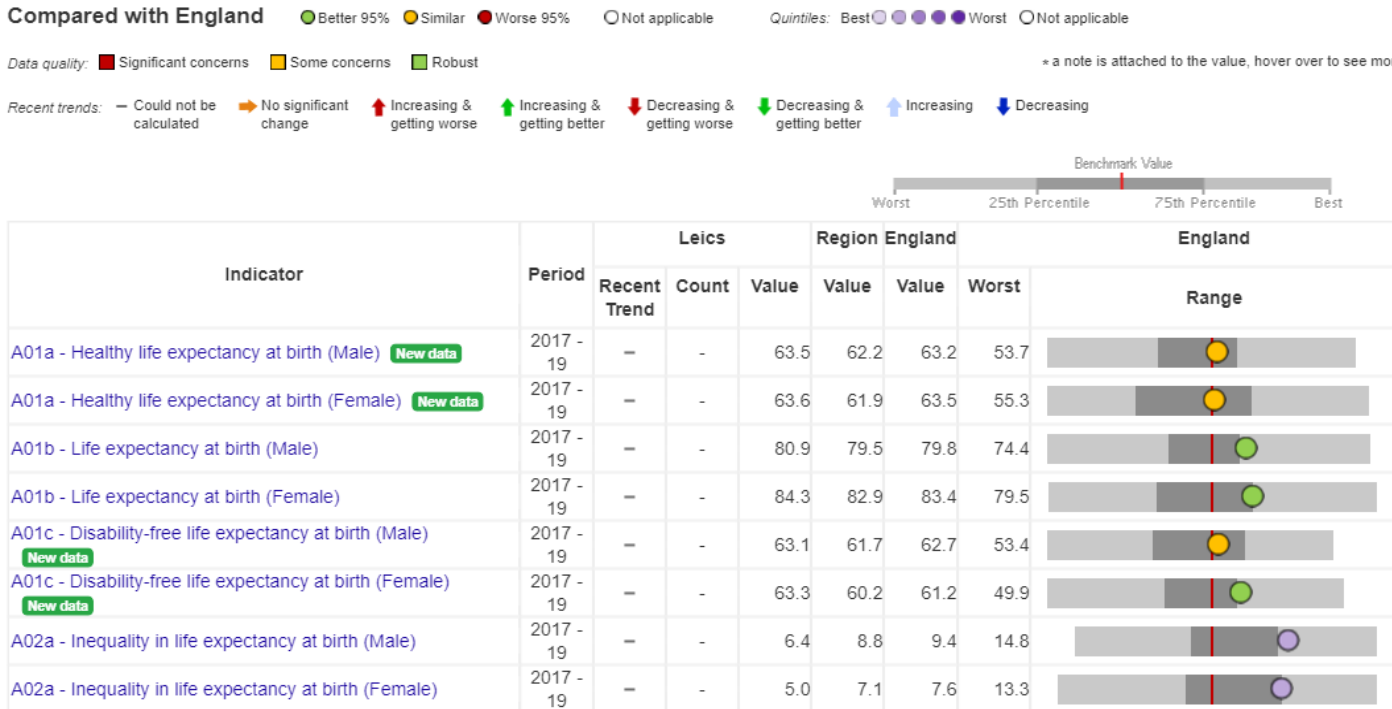 Compared with England Better 95% Similar Worse 95% Not applicable Quintiles: Best Worst Not applicable
Data quality: Significant concerns Some concerns Robust * a note is attached to the value, hover over to see mo
Recent trends: – Could not be calculated No significant change Increasing & getting worse Increasing & getting better Decreasing & getting worse Decreasing & getting better Increasing Decreasing
Benchmark Value
Worst 25th Percentile 75th Percentile Best
Indicator Period Leics Region England England
Recent Trend Count Value Value Value Worst Range
A01a - Healthy life expectancy at birth (Male) New data 2017 - 19 – - 63.5 62.2 63.2 53.7
A01a - Healthy life expectancy at birth (Female) New data 2017 - 19 – - 63.6 61.9 63.5 55.3
A01b - Life expectancy at birth (Male) 2017 - 19 – - 80.9 79.5 79.8 74.4
A01b - Life expectancy at birth (Female) 2017 - 19 – - 84.3 82.9 83.4 79.5
A01c - Disability-free life expectancy at birth (Male) New data 2017 - 19 – - 63.1 61.7 62.7 53.4
A01c - Disability-free life expectancy at birth (Female) New data 2017 - 19 – - 63.3 60.2 61.2 49.9
A02a - Inequality in life expectancy at birth (Male) 2017 - 19 – - 6.4 8.8 9.4 14.8
A02a - Inequality in life expectancy at birth (Female) 2017 - 19 – - 5.0 7.1 7.6 13.3